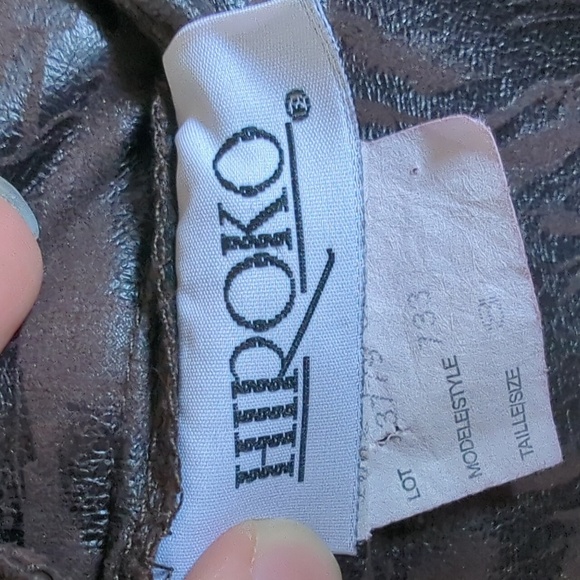 HIROKO ®
LOT
MODELE/STYLE 733
TAILLE/SIZE